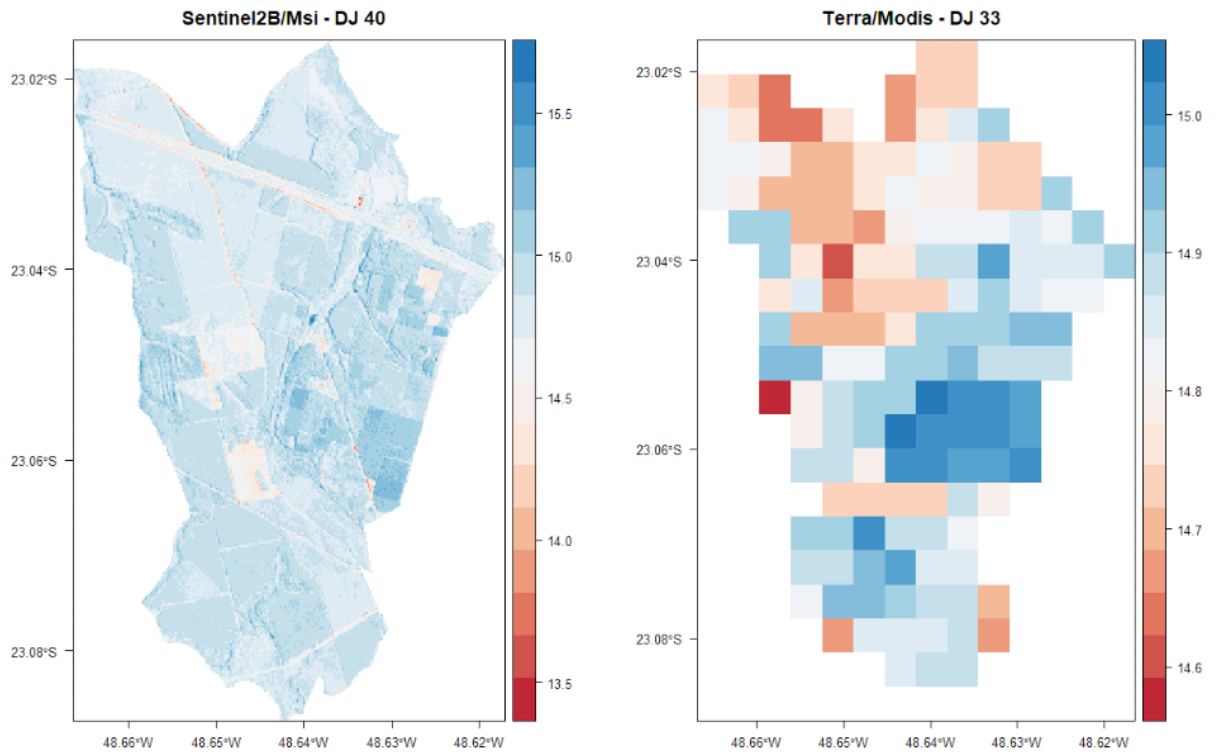 Sentinel2B/Msi - DJ 40
23.02°S
23.04°S
23.06°S
23.08°S
48.66°W 48.65°W 48.64°W 48.63°W 48.62°W
15.5
15.0
14.5
14.0
13.5
Terra/Modis - DJ 33
23.02°S
23.04°S
23.06°S
23.08°S
48.66°W 48.65°W 48.64°W 48.63°W 48.62°W
15.0
14.9
14.8
14.7
14.6